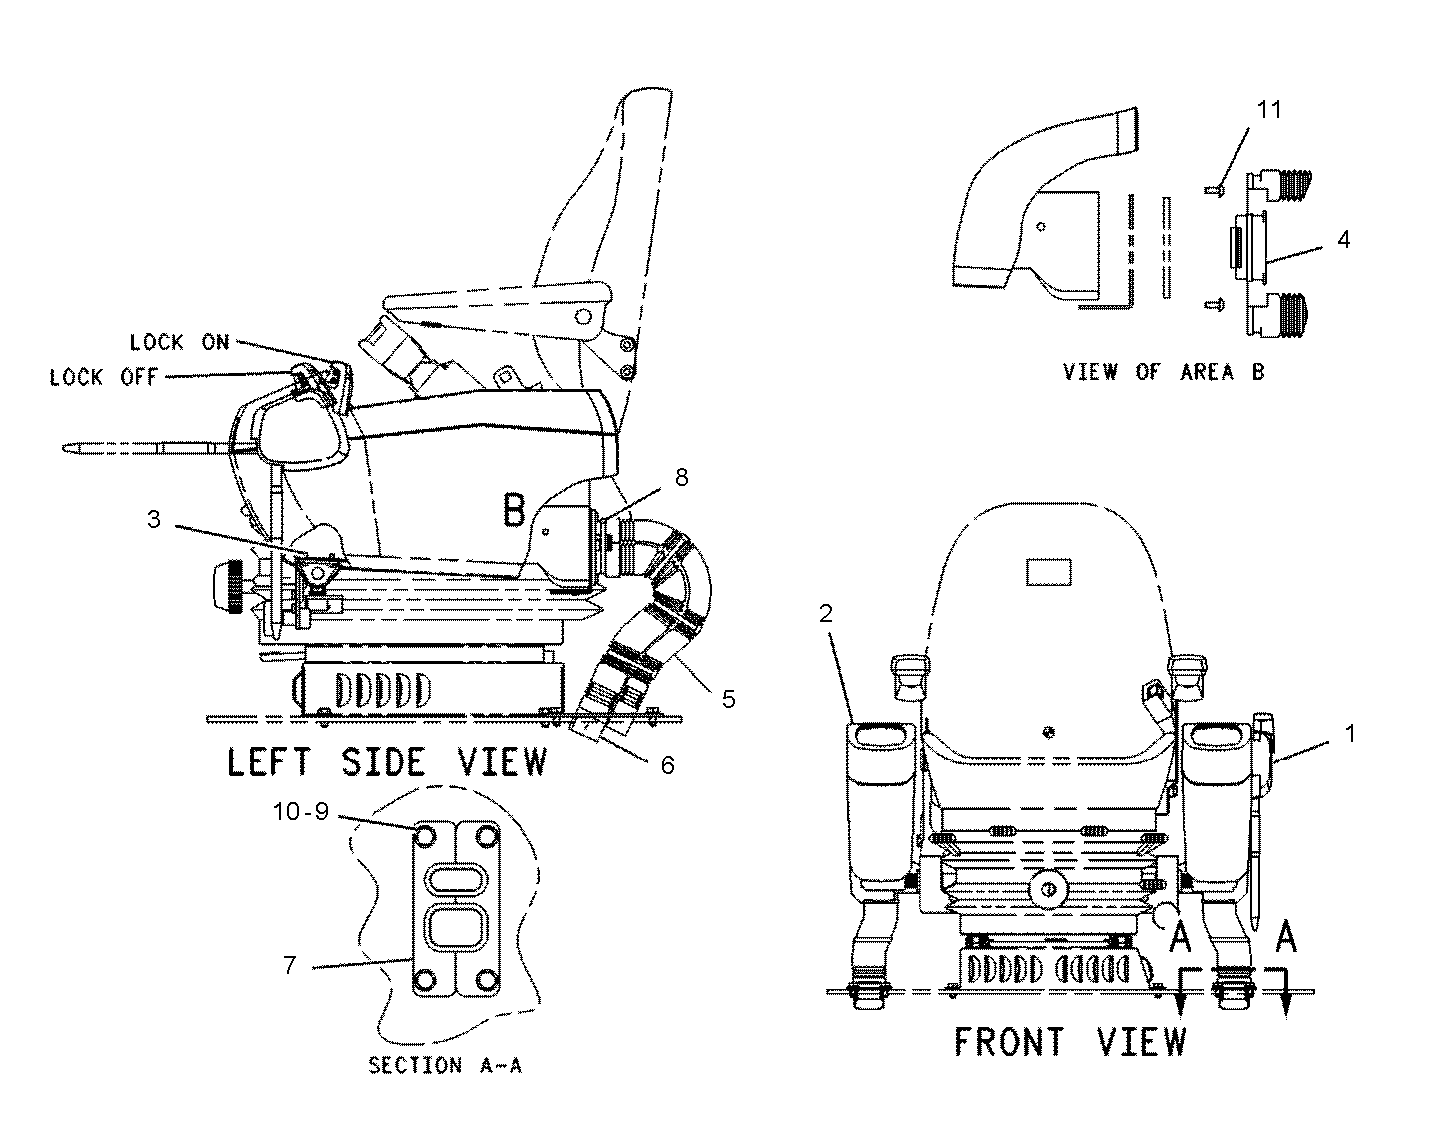 11
4
VIEW OF AREA B
LOCK ON
LOCK OFF
B
8
3
5
6
LEFT SIDE VIEW
10-9
7
SECTION A-A
2
1
A A
FRONT VIEW